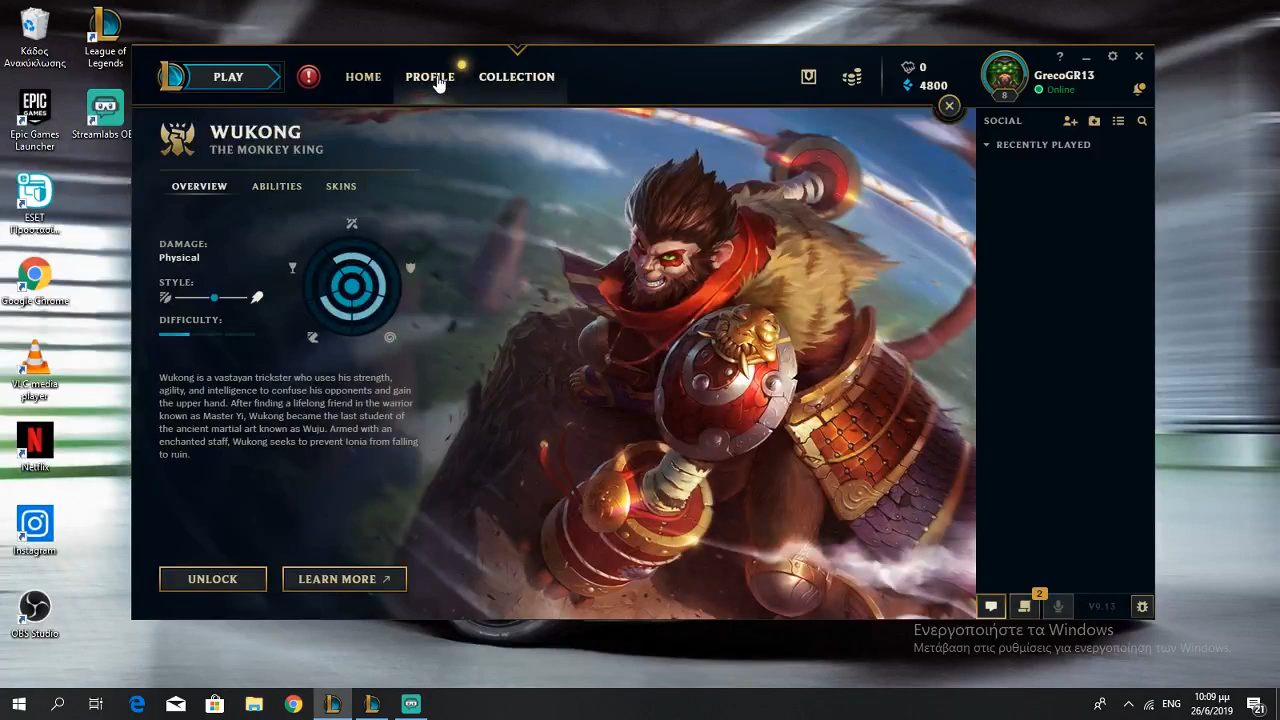 Κάδος
Ανακύκλωσης
League of
Legends
Epic Games
Launcher
Streamlabs OB
ESET
Προστασί...
Google Chrome
VLC media
player
Netflix
Instagram
OBS Studio
PLAY
HOME
PROFILE
COLLECTION
0
4800
?
GrecoGR13
Online
8
WUKONG
THE MONKEY KING
OVERVIEW
ABILITIES
SKINS
DAMAGE:
Physical
STYLE:
DIFFICULTY:
Wukong is a vastayan trickster who uses his strength,
agility, and intelligence to confuse his opponents and gain
the upper hand. After finding a lifelong friend in the warrior
known as Master Yi, Wukong became the last student of
the ancient martial art known as Wuju. Armed with an
enchanted staff, Wukong seeks to prevent Ionia from falling
to ruin.
UNLOCK
LEARN MORE
SOCIAL
RECENTLY PLAYED
2
V9.13
Ενεργοποιήστε τα Windows
Μετάβαση στις ρυθμίσεις για ενεργοποίηση των Windows.
ENG
10:09 μμ
26/6/2019
21